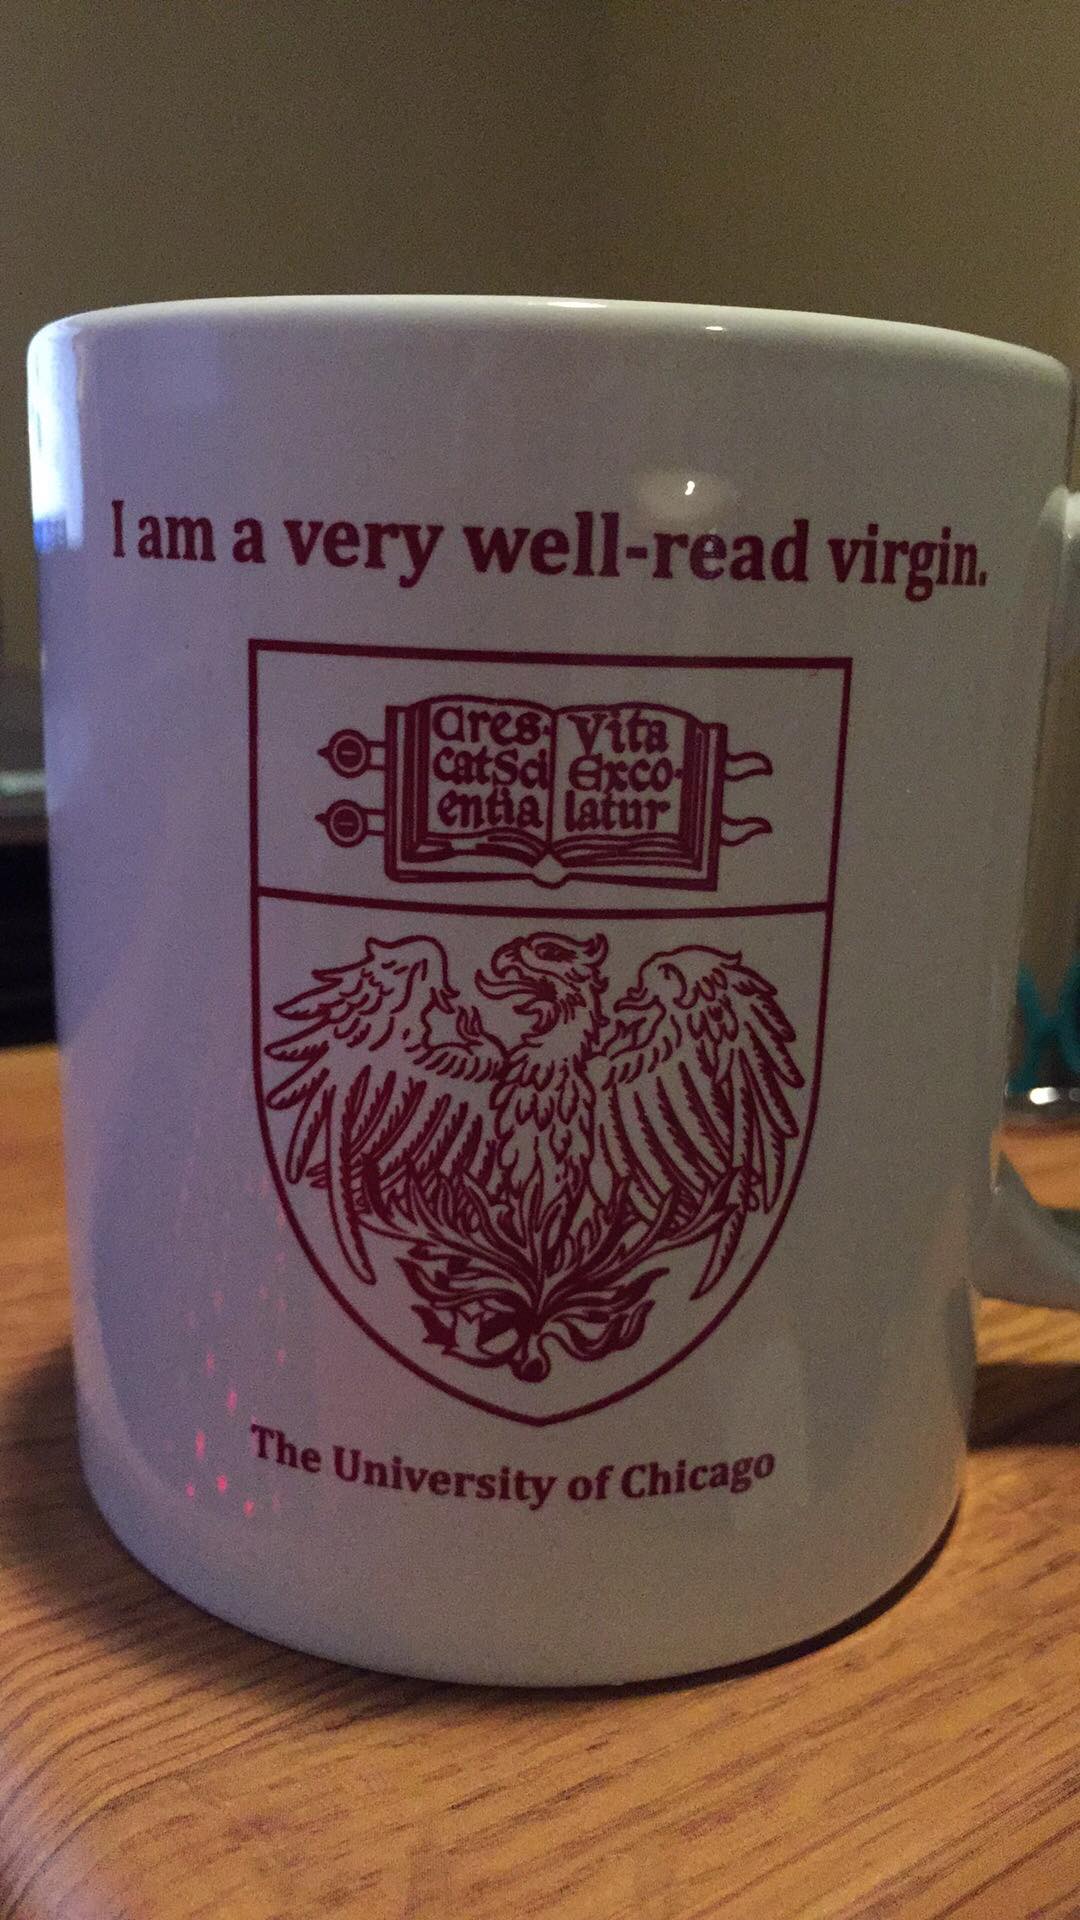 I am a very well-read virgin.
Cres-
cat Sci
entia
Vita
Exco-
latur
The University of Chicago